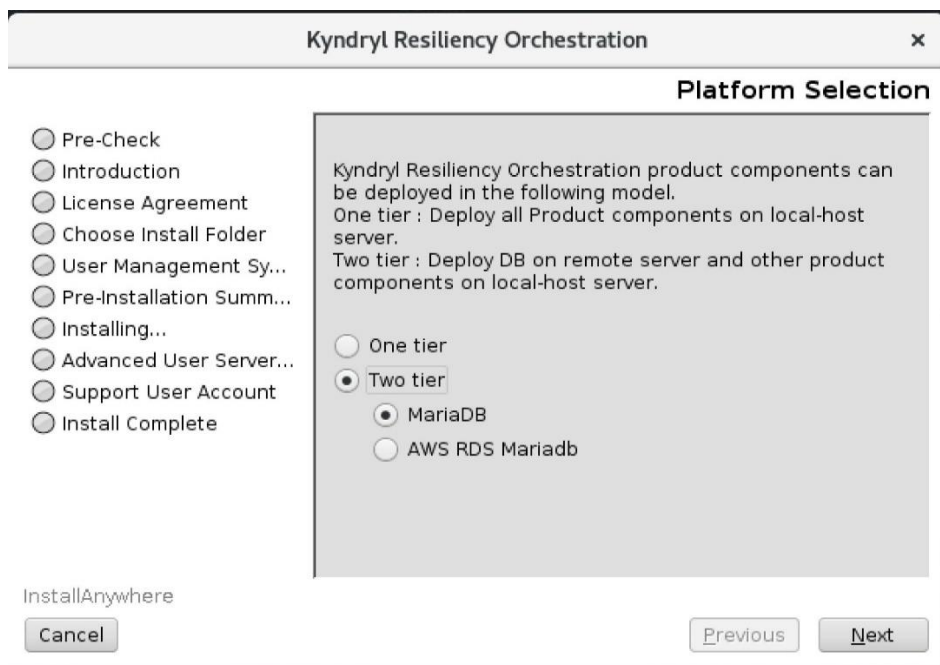 Kyndryl Resiliency Orchestration
×
Platform Selection
Pre-Check
Introduction
License Agreement
Choose Install Folder
User Management Sy...
Pre-Installation Summ...
Installing...
Advanced User Server...
Support User Account
Install Complete
Kyndryl Resiliency Orchestration product components can
be deployed in the following model.
One tier : Deploy all Product components on local-host
server.
Two tier : Deploy DB on remote server and other product
components on local-host server.
One tier
Two tier
MariaDB
AWS RDS Mariadb
InstallAnywhere
Cancel
Previous
Next